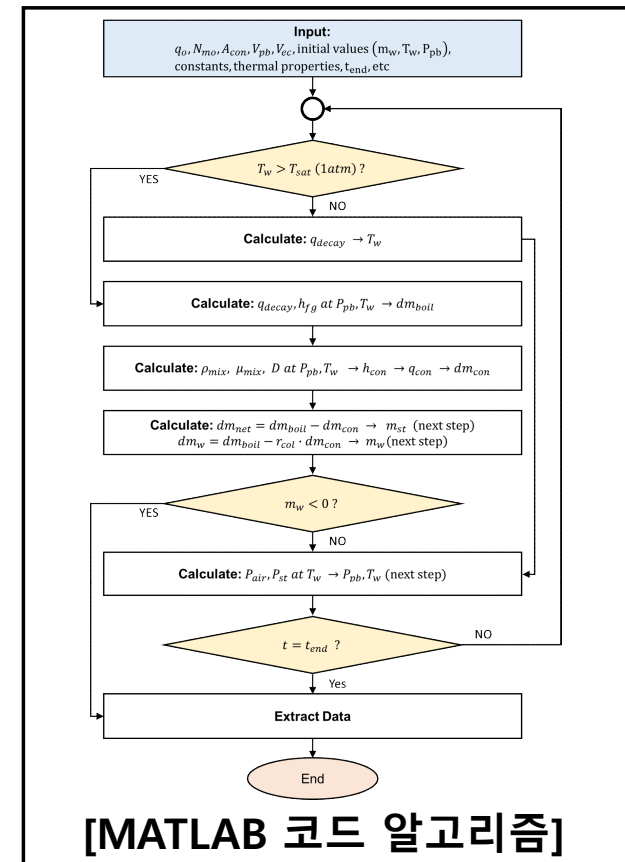 Input:
q_o, N_mo, A_con, V_pb, V_ec, initial values (m_w, T_w, P_pb),
constants, thermal properties, t_end, etc
T_w > T_sat (1atm) ?
YES
NO
Calculate: q_decay → T_w
Calculate: q_decay, h_fg at P_pb, T_w → dm_boil
Calculate: ρ_mix, μ_mix, D at P_pb, T_w → h_con → q_con → dm_con
Calculate: dm_net = dm_boil − dm_con → m_st (next step)
dm_w = dm_boil − r_col · dm_con → m_w(next step)
m_w < 0 ?
YES
NO
Calculate: P_air, P_st at T_w → P_pb, T_w (next step)
t = t_end ?
NO
Yes
Extract Data
End
[MATLAB 코드 알고리즘]